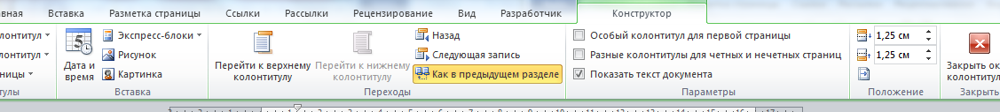 вная Вставка Разметка страницы Ссылки Рассылки Рецензирование Вид Разработчик Конструктор
олонтитул
олонтитул
ницы
тулы
5
Дата и
время
Экспресс-блоки
Рисунок
Картинка
Вставка
Перейти к верхнему
колонтитулу
Перейти к нижнему
колонтитулу
Назад
Следующая запись
Как в предыдущем разделе
Переходы
Особый колонтитул для первой страницы
Разные колонтитулы для четных и нечетных страниц
Показать текст документа
Параметры
1,25 см
1,25 см
Положение
Закрыть ок
колонтитул
Закрыть